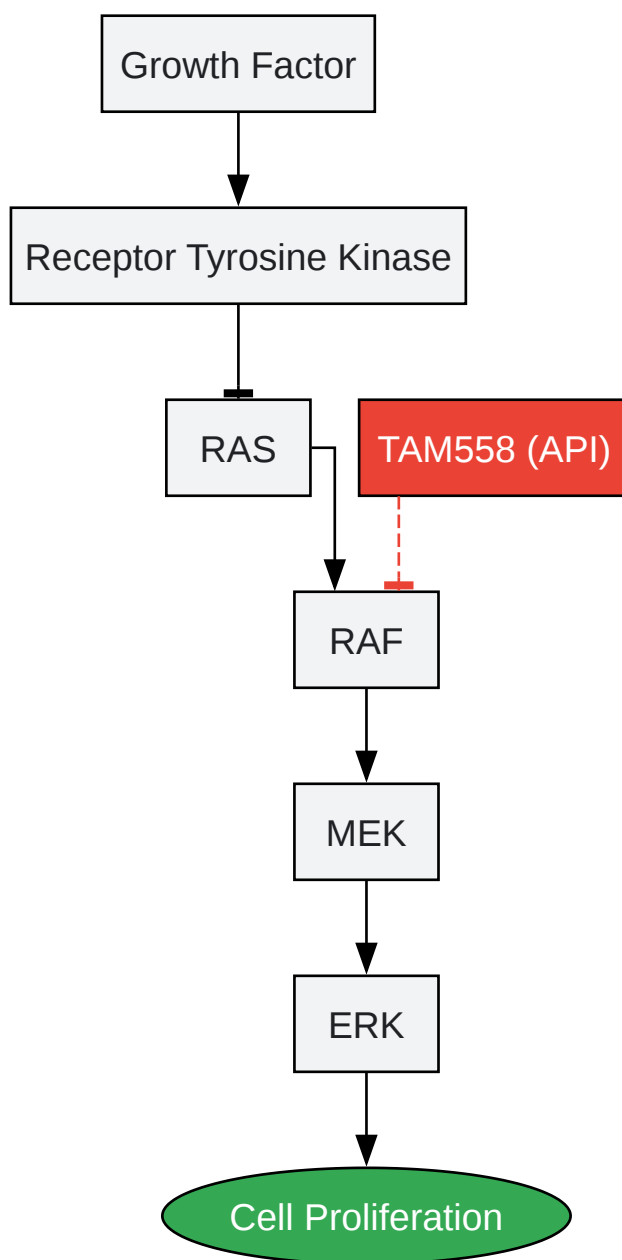 Growth Factor
Receptor Tyrosine Kinase
RAS
TAM558 (API)
RAF
MEK
ERK
Cell Proliferation